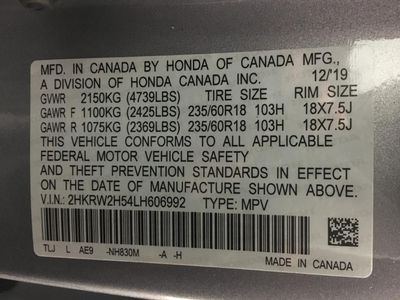 MFD. IN CANADA BY HONDA OF CANADA MFG.,
A DIVISION OF HONDA CANADA INC. 12/19
GVWR 2150KG (4739LBS) TIRE SIZE RIM SIZE
GAWR F 1100KG (2425LBS) 235/60R18 103H 18X7.5J
GAWR R 1075KG (2369LBS) 235/60R18 103H 18X7.5J
THIS VEHICLE CONFORMS TO ALL APPLICABLE
FEDERAL MOTOR VEHICLE SAFETY
AND THEFT PREVENTION STANDARDS IN EFFECT
ON THE DATE OF MANUFACTURE SHOWN ABOVE.
V.I.N.: 2HKRW2H54LH606992 TYPE: MPV
TLJ L AE9 -NH830M -A -H
MADE IN CANADA